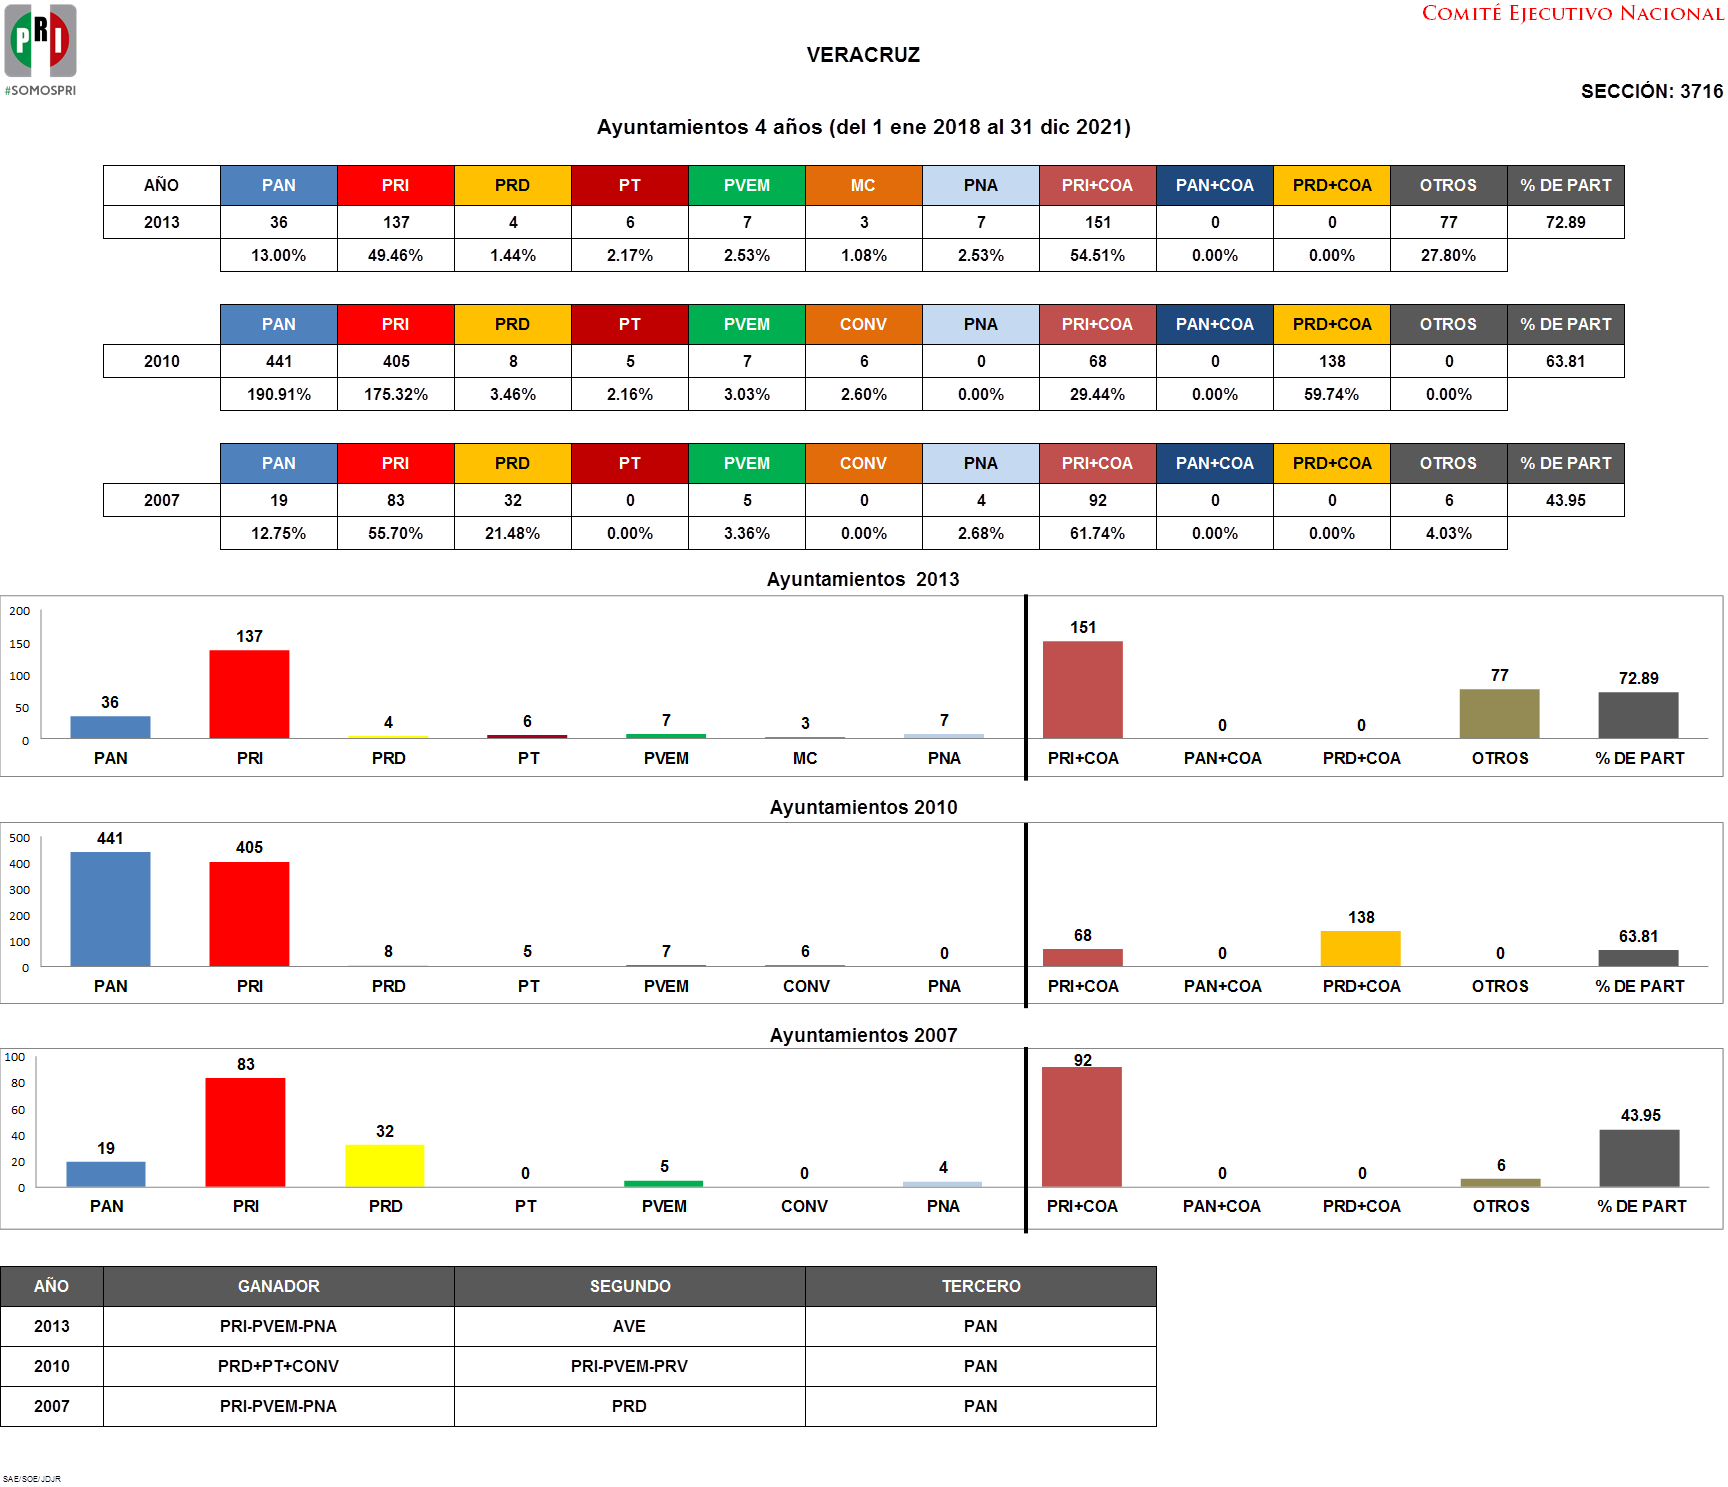 PRI
#SOMOSPRI
COMITÉ EJECUTIVO NACIONAL
VERACRUZ
SECCIÓN: 3716
Ayuntamientos 4 años (del 1 ene 2018 al 31 dic 2021)
AÑO PAN PRI PRD PT PVEM MC PNA PRI+COA PAN+COA PRD+COA OTROS % DE PART
2013 36 137 4 6 7 3 7 151 0 0 77 72.89
13.00% 49.46% 1.44% 2.17% 2.53% 1.08% 2.53% 54.51% 0.00% 0.00% 27.80%
PAN PRI PRD PT PVEM CONV PNA PRI+COA PAN+COA PRD+COA OTROS % DE PART
2010 441 405 8 5 7 6 0 68 0 138 0 63.81
190.91% 175.32% 3.46% 2.16% 3.03% 2.60% 0.00% 29.44% 0.00% 59.74% 0.00%
PAN PRI PRD PT PVEM CONV PNA PRI+COA PAN+COA PRD+COA OTROS % DE PART
2007 19 83 32 0 5 0 4 92 0 0 6 43.95
12.75% 55.70% 21.48% 0.00% 3.36% 0.00% 2.68% 61.74% 0.00% 0.00% 4.03%
Ayuntamientos 2013
200
150
100
50
0
36 137 4 6 7 3 7 151 0 0 77 72.89
PAN PRI PRD PT PVEM MC PNA PRI+COA PAN+COA PRD+COA OTROS % DE PART
Ayuntamientos 2010
500
400
300
200
100
0
441 405 8 5 7 6 0 68 0 138 0 63.81
PAN PRI PRD PT PVEM CONV PNA PRI+COA PAN+COA PRD+COA OTROS % DE PART
Ayuntamientos 2007
100
80
60
40
20
0
19 83 32 0 5 0 4 92 0 0 6 43.95
PAN PRI PRD PT PVEM CONV PNA PRI+COA PAN+COA PRD+COA OTROS % DE PART
AÑO GANADOR SEGUNDO TERCERO
2013 PRI-PVEM-PNA AVE PAN
2010 PRD+PT+CONV PRI-PVEM-PRV PAN
2007 PRI-PVEM-PNA PRD PAN
SAE/SOE/JDJR